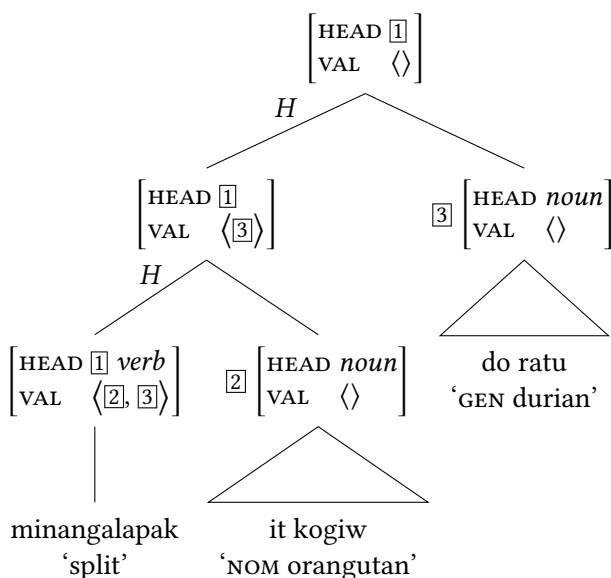 [HEAD 1
VAL ⟨⟩]
H
[HEAD 1
VAL ⟨3⟩]
3 [HEAD noun
VAL ⟨⟩]
H
[HEAD 1 verb
VAL ⟨2, 3⟩]
2 [HEAD noun
VAL ⟨⟩]
do ratu
‘GEN durian’
minangalapak
‘split’
it kogiw
‘NOM orangutan’